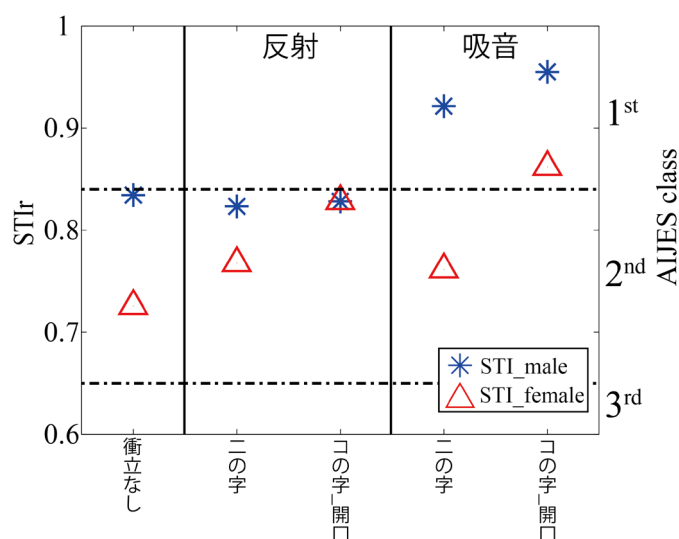 1
0.9
0.8
0.7
0.6
STIr
反射
吸音
1st
2nd
3rd
AIJES class
STI_male
STI_female
衝立なし
二の字
コの字_開口
二の字
コの字_開口